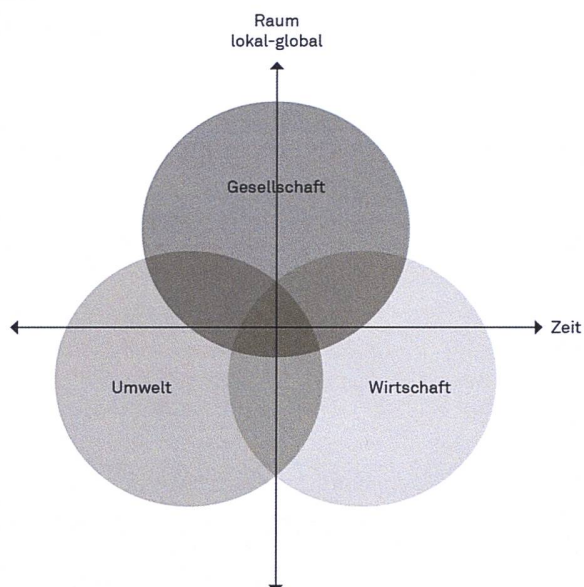 Raum
lokal-global
Gesellschaft
Zeit
Umwelt
Wirtschaft